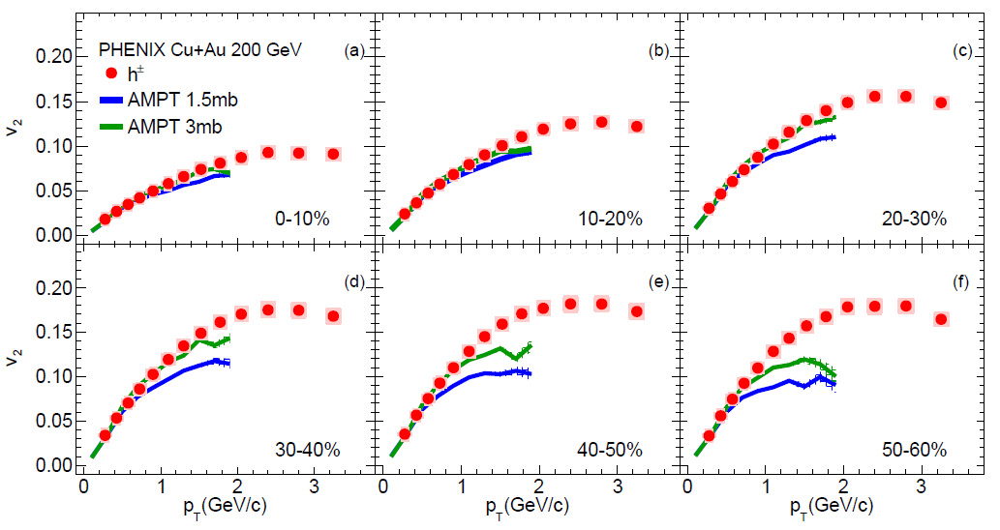 PHENIX Cu+Au 200 GeV (a)
h±
AMPT 1.5mb
AMPT 3mb
0-10%
(b)
10-20%
(c)
20-30%
0.20
0.15
0.10
0.05
0.00
v2
(d)
30-40%
(e)
40-50%
(f)
50-60%
0.20
0.15
0.10
0.05
0.00
v2
0 1 2 3
0 1 2 3
0 1 2 3
pT(GeV/c)
pT(GeV/c)
pT(GeV/c)